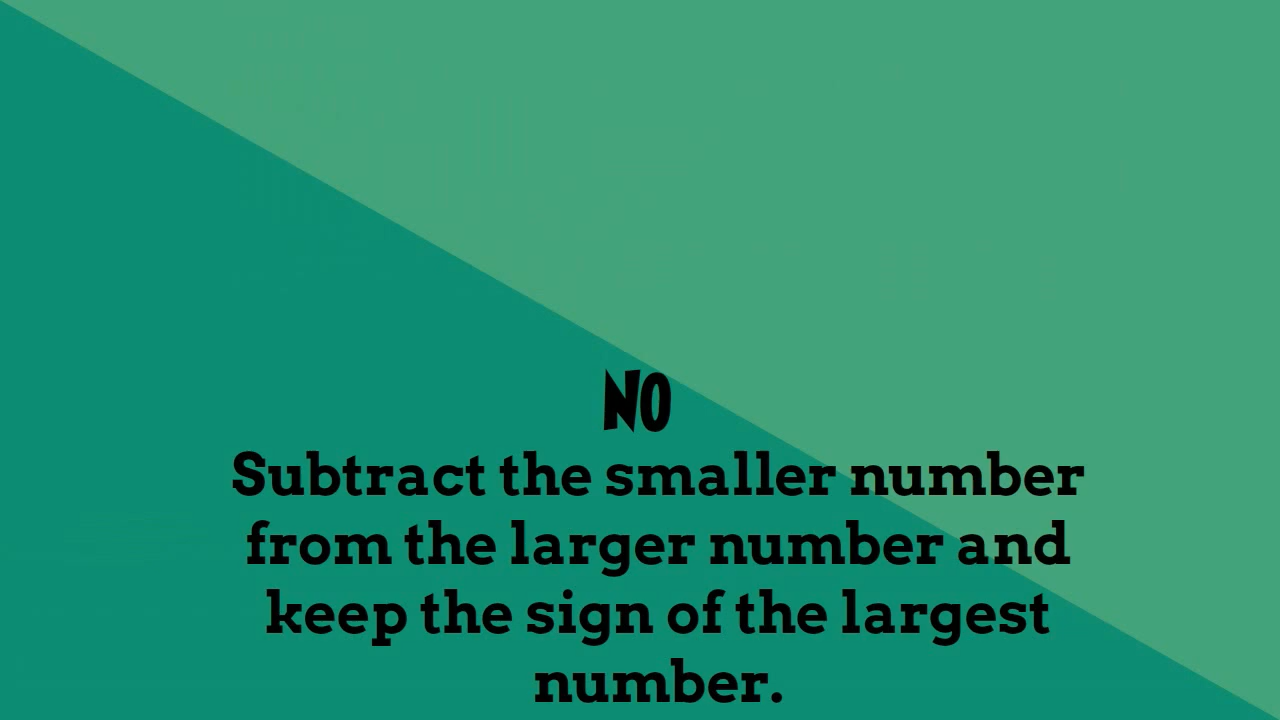 NO
Subtract the smaller number
from the larger number and
keep the sign of the largest
number.